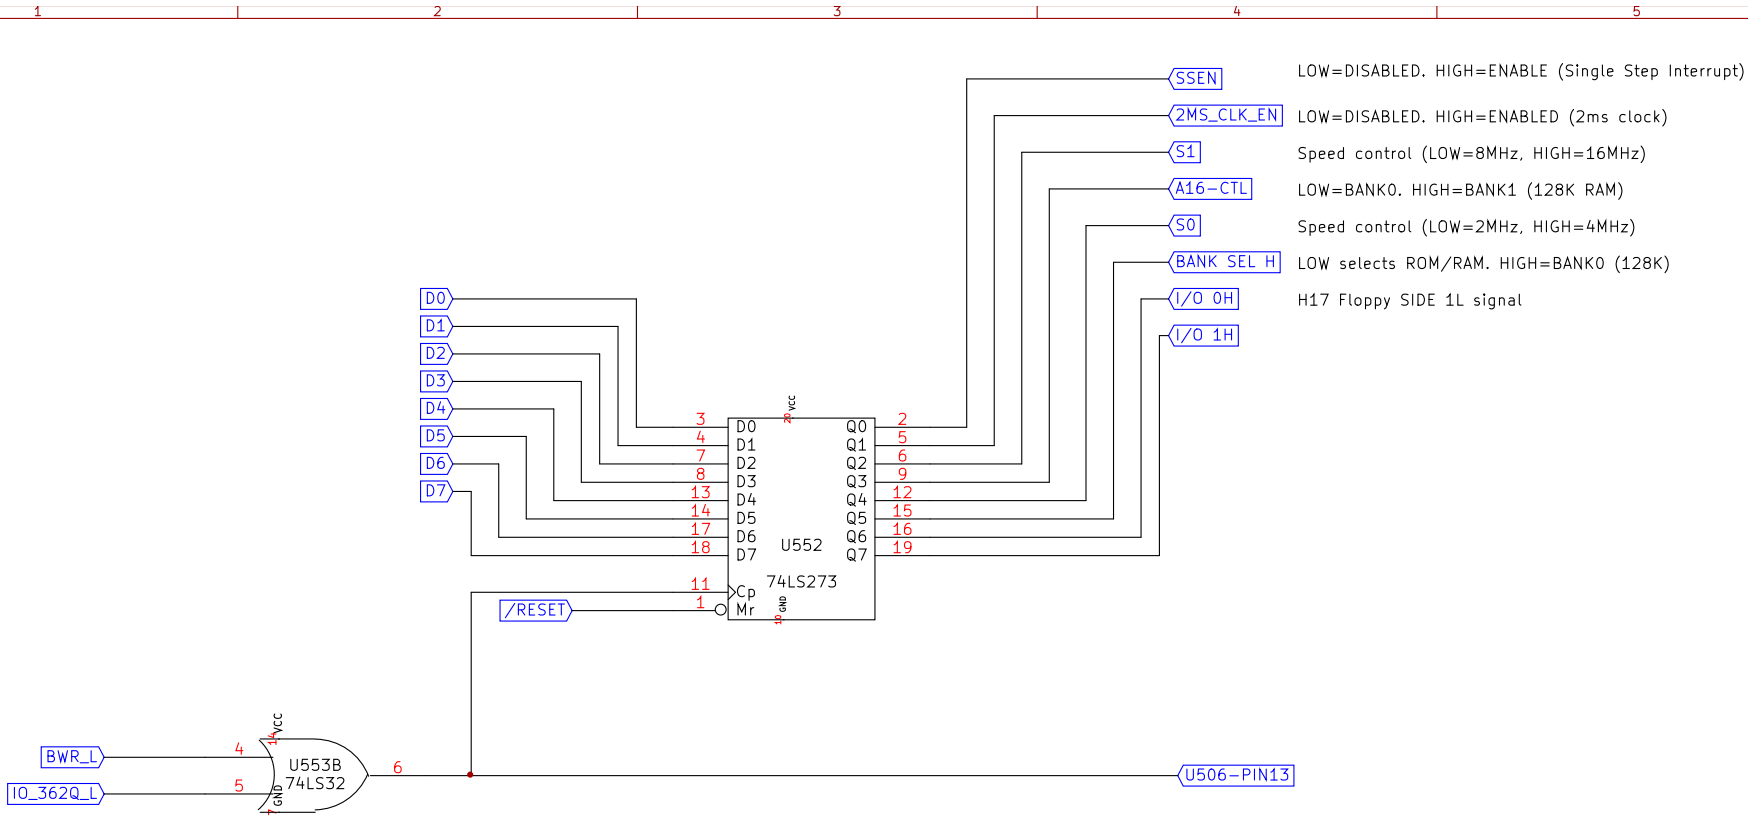 1 2 3 4 5
SSEN LOW=DISABLED. HIGH=ENABLE (Single Step Interrupt)
2MS_CLK_EN LOW=DISABLED. HIGH=ENABLED (2ms clock)
S1 Speed control (LOW=8MHz, HIGH=16MHz)
A16-CTL LOW=BANK0. HIGH=BANK1 (128K RAM)
S0 Speed control (LOW=2MHz, HIGH=4MHz)
BANK SEL H LOW selects ROM/RAM. HIGH=BANK0 (128K)
D0 I/O 0H H17 Floppy SIDE 1L signal
D1 I/O 1H
D2
D3
D4
D5
D6
D7
20 VCC
3 D0 Q0 2
4 D1 Q1 5
7 D2 Q2 6
8 D3 Q3 9
13 D4 Q4 12
14 D5 Q5 15
17 D6 Q6 16
U552
18 D7 Q7 19
74LS273
11 Cp
/RESET 1 Mr
10 GND
14 VCC
BWR_L 4
U553B
74LS32
6 U506-PIN13
IO_362Q_L 5
7 GND